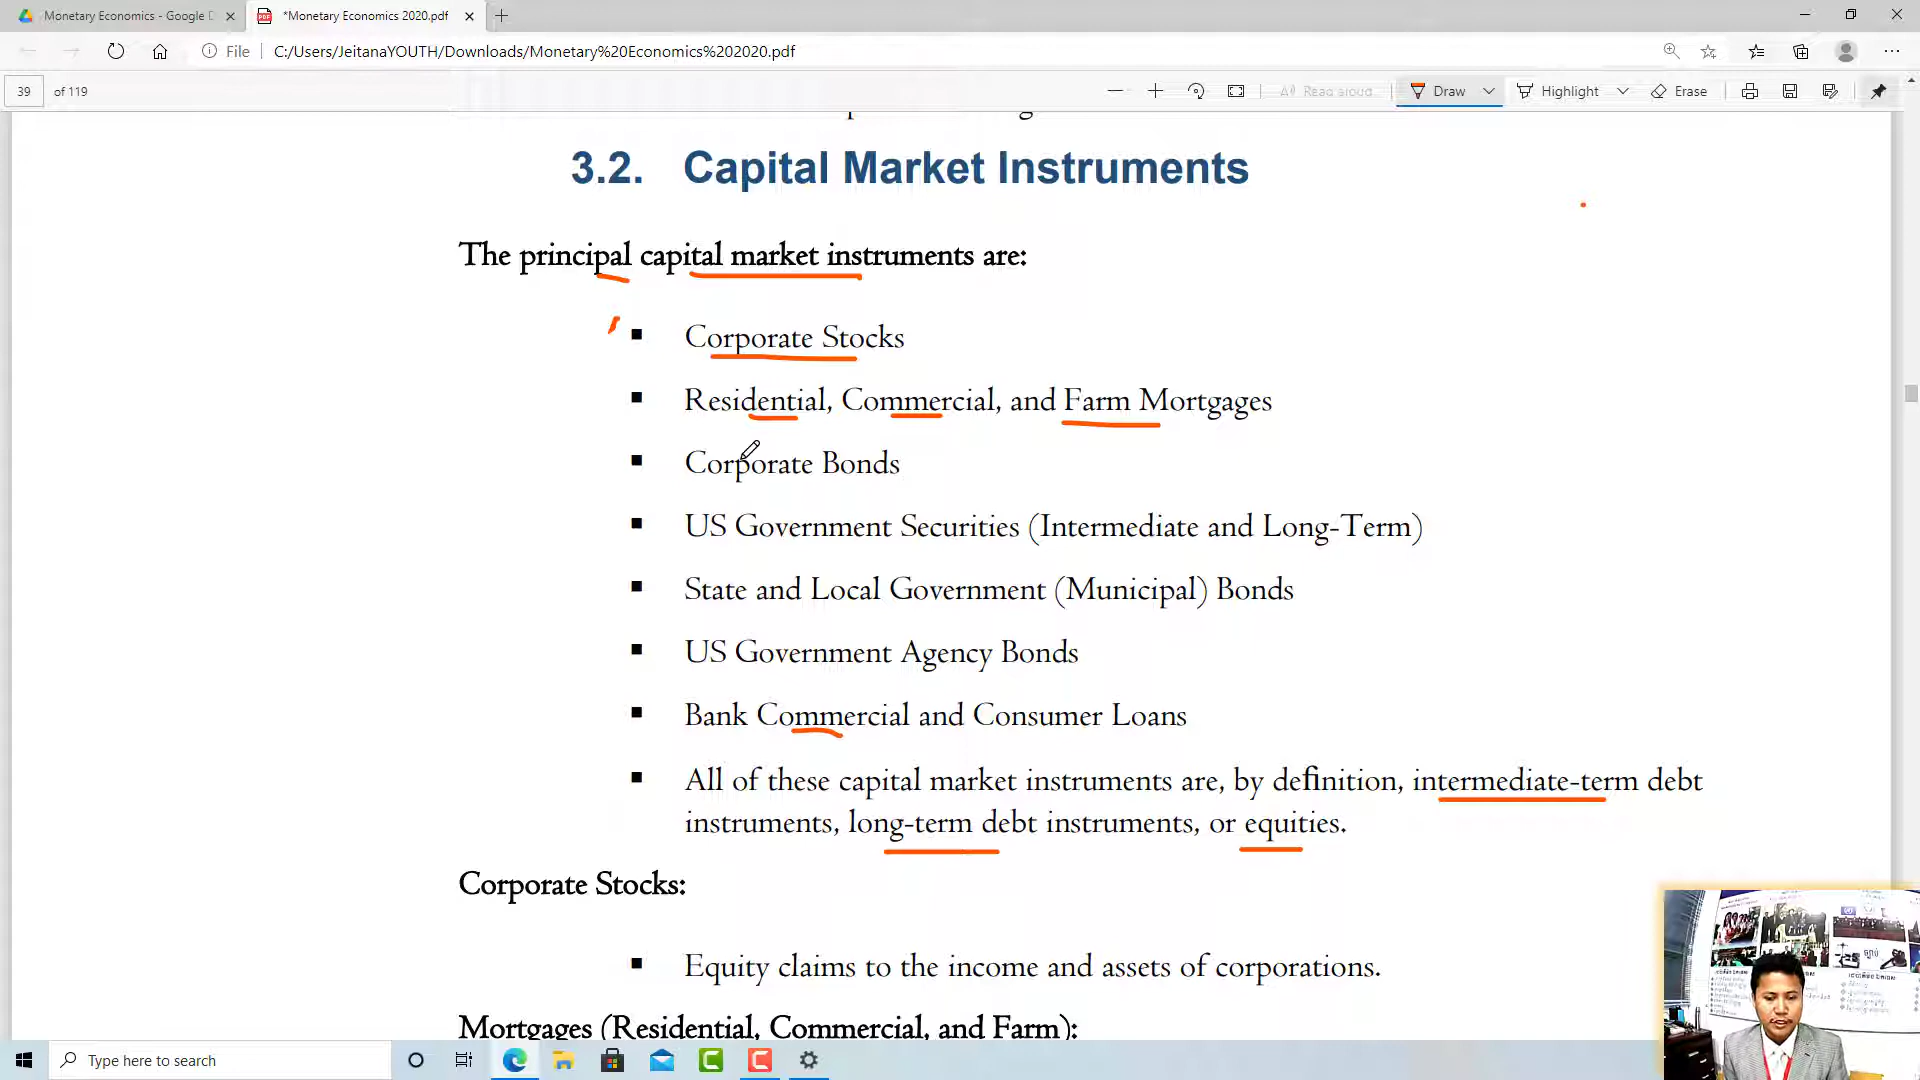 Monetary Economics - Google D
*Monetary Economics 2020.pdf
File
C:/Users/JeitanaYOUTH/Downloads/Monetary%20Economics%202020.pdf
39 of 119
Read aloud
Draw
Highlight
Erase
3.2. Capital Market Instruments
The principal capital market instruments are:
▪ Corporate Stocks
▪ Residential, Commercial, and Farm Mortgages
▪ Corporate Bonds
▪ US Government Securities (Intermediate and Long-Term)
▪ State and Local Government (Municipal) Bonds
▪ US Government Agency Bonds
▪ Bank Commercial and Consumer Loans
▪ All of these capital market instruments are, by definition, intermediate-term debt
instruments, long-term debt instruments, or equities.
Corporate Stocks:
▪ Equity claims to the income and assets of corporations.
Mortgages (Residential, Commercial, and Farm):
Type here to search